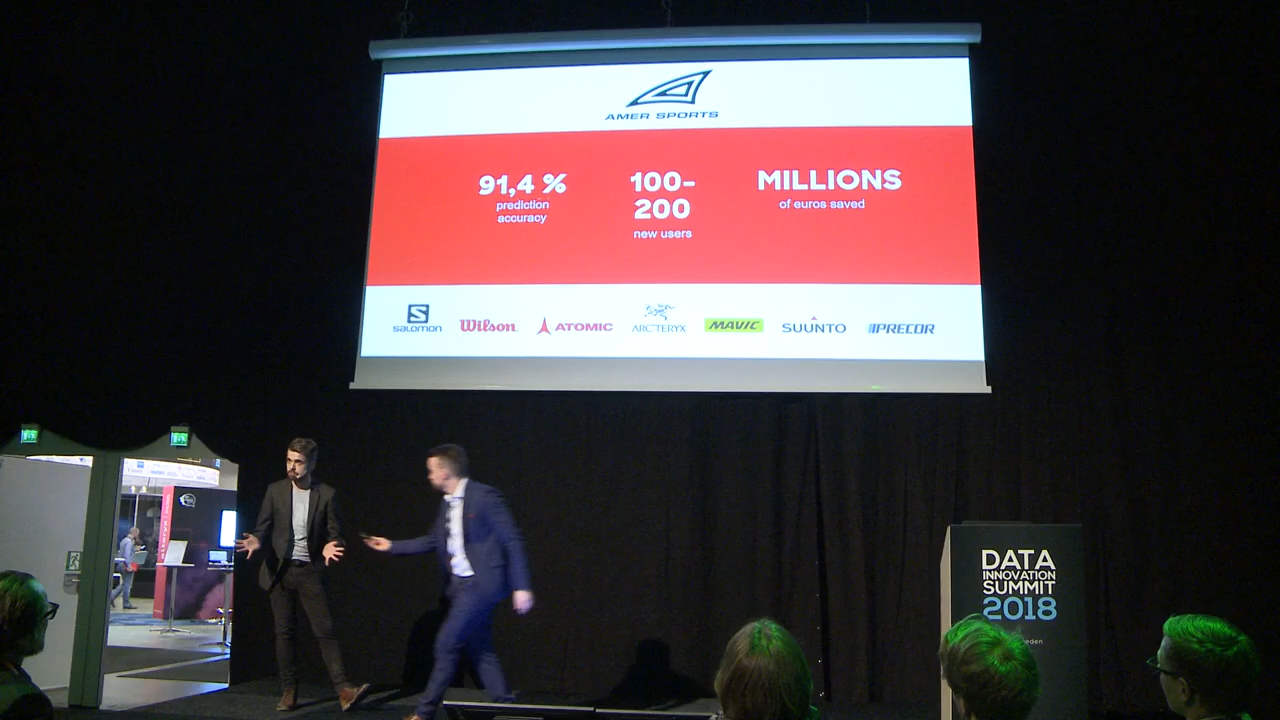 AMER SPORTS
91,4 %
prediction
accuracy
100-
200
new users
MILLIONS
of euros saved
S
SALOMON
Wilson
ATOMIC
ARC'TERYX
MAVIC
SUUNTO
PRECOR
DATA
INNOVATION
SUMMIT
2018